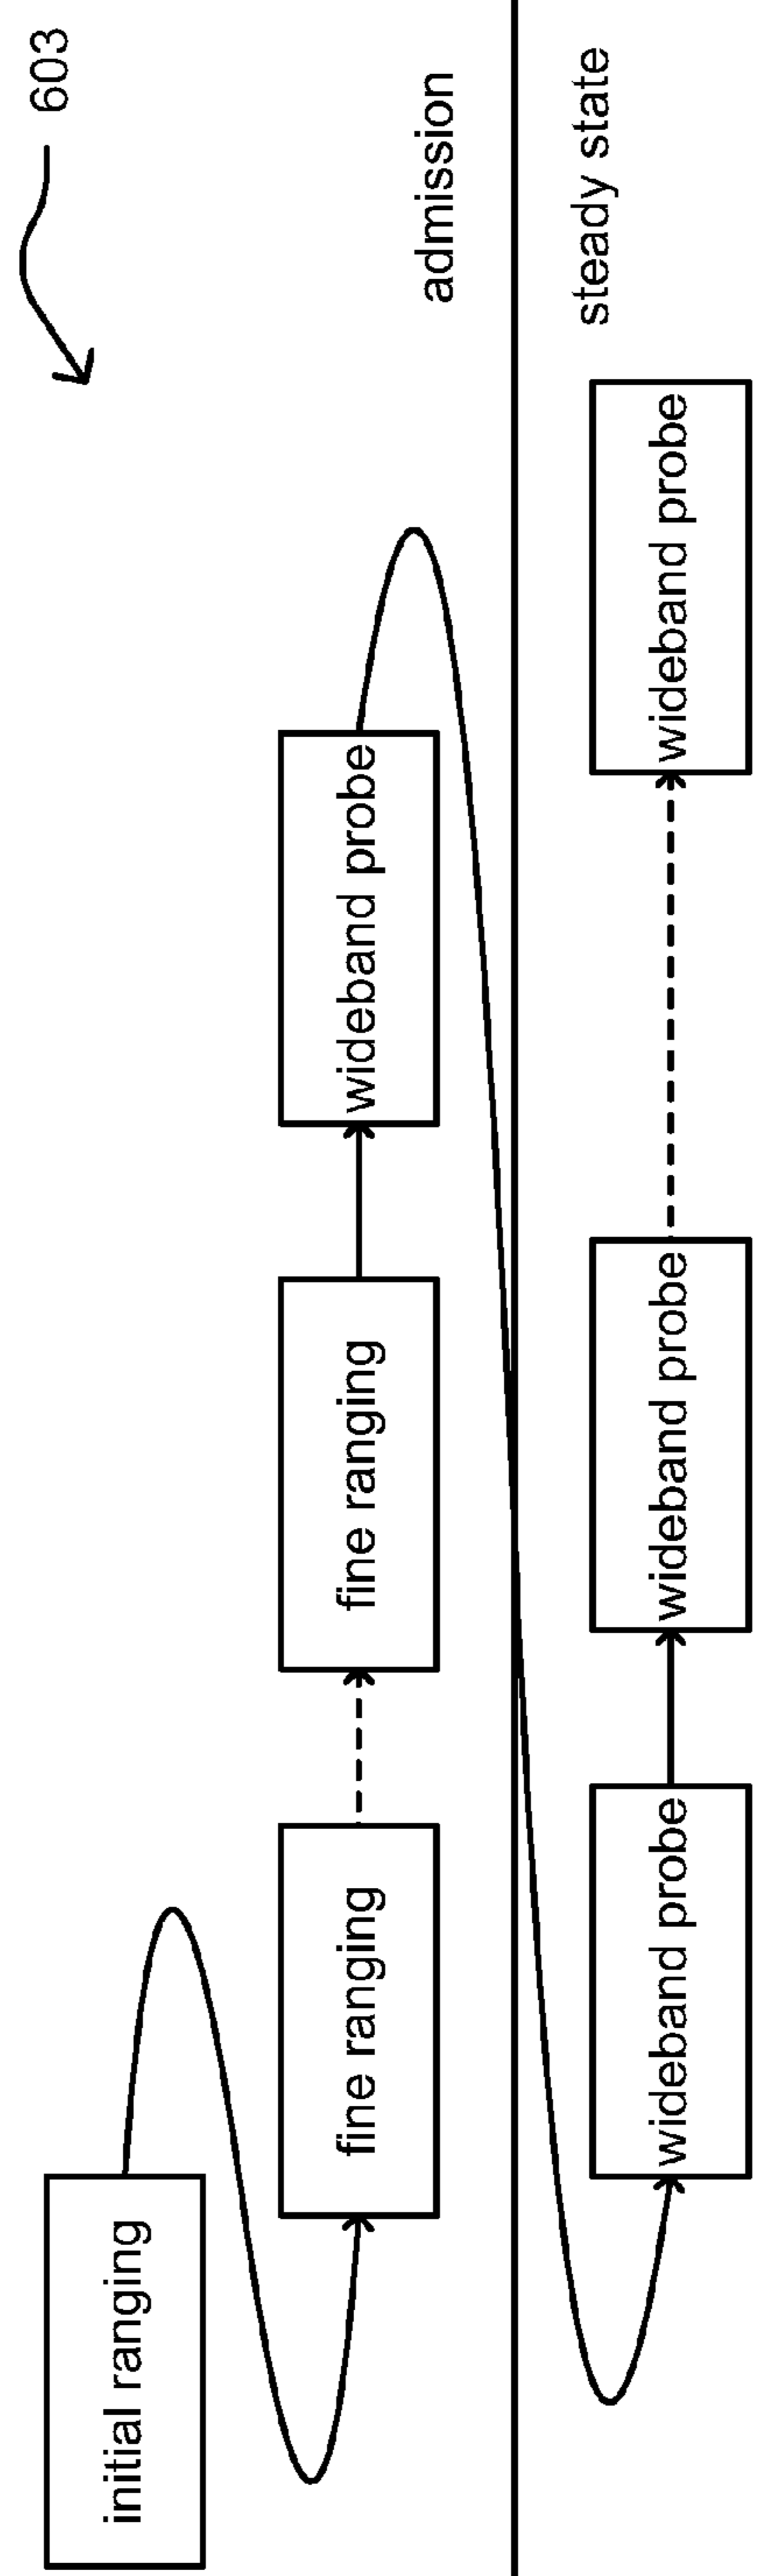 603
initial ranging
fine ranging
fine ranging
wideband probe
admission
steady state
wideband probe
wideband probe
wideband probe